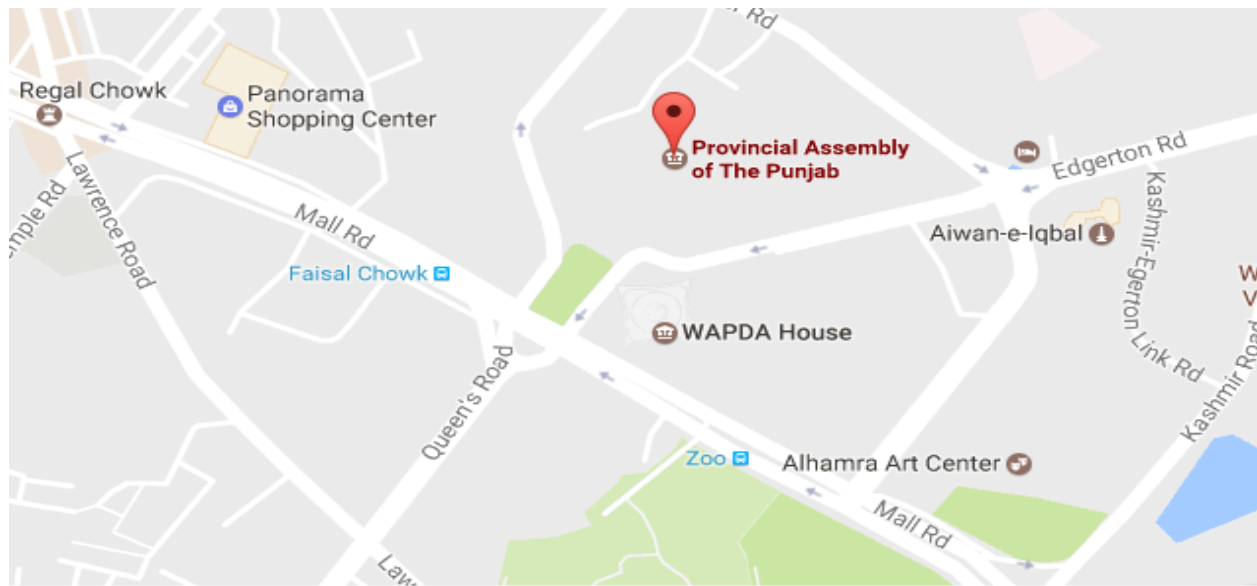 er Rd
Regal Chowk
Panorama
Shopping Center
Provincial Assembly
of The Punjab
Edgerton Rd
Lawrence Road
Kashmir-Egerton Link Rd
mple Rd
Mall Rd
Aiwan-e-Iqbal
Faisal Chowk
W
V
WAPDA House
Queen's Road
Kashmir Road
Zoo
Alhamra Art Center
Mall Rd
Law